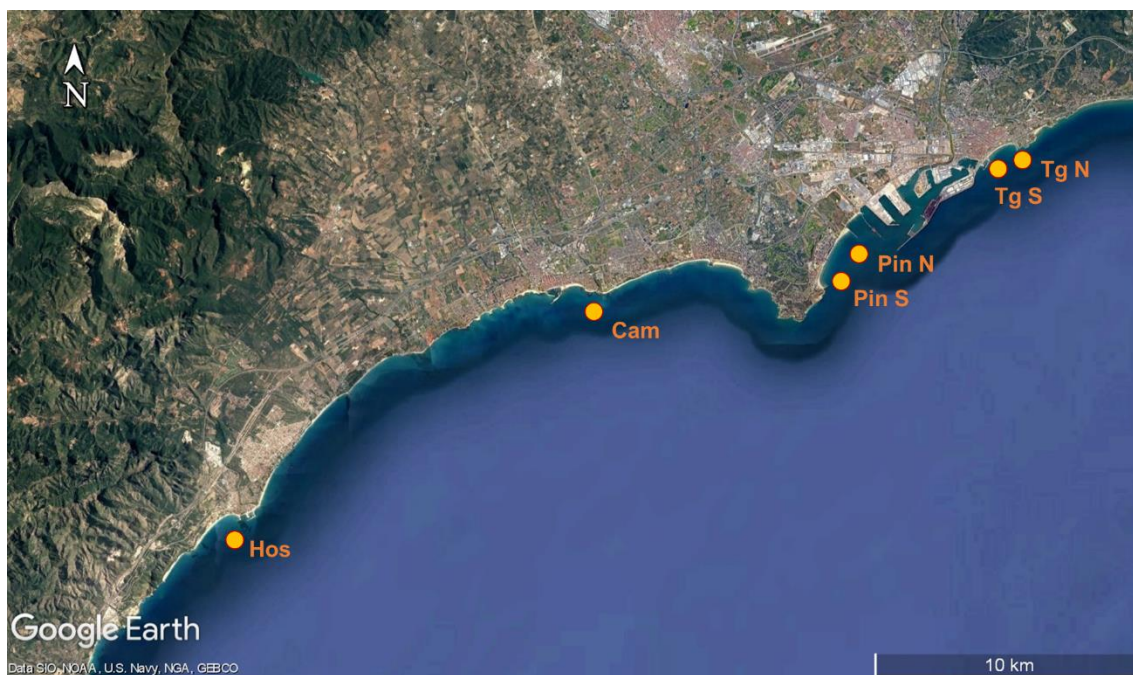 N
Tg N
Tg S
Pin N
Pin S
Cam
Hos
Google Earth
Data SIO, NOAA, U.S. Navy, NGA, GEBCO
10 km